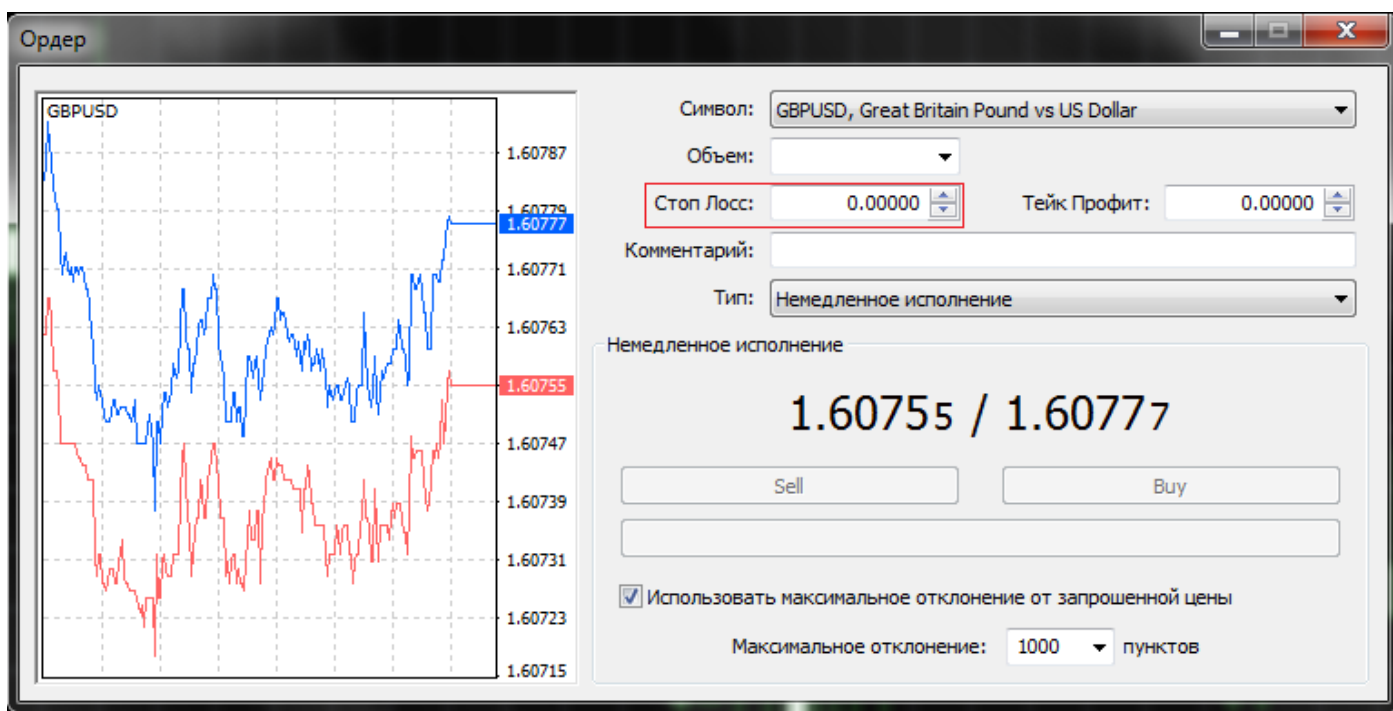 Ордер
GBPUSD
1.60787
1.60779
1.60777
1.60771
1.60763
1.60755
1.60747
1.60739
1.60731
1.60723
1.60715
Символ: GBPUSD, Great Britain Pound vs US Dollar
Объем:
Стоп Лосс: 0.00000 Тейк Профит: 0.00000
Комментарий:
Тип: Немедленное исполнение
Немедленное исполнение
1.60755 / 1.60777
Sell Buy
Использовать максимальное отклонение от запрошенной цены
Максимальное отклонение: 1000 пунктов